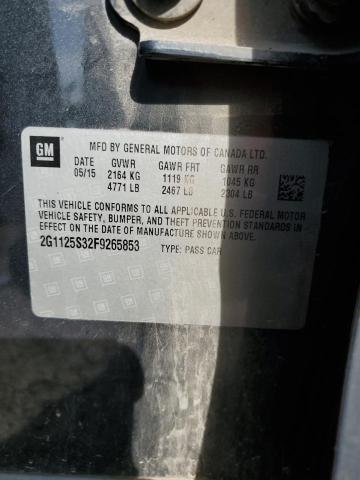 GM
MFD BY GENERAL MOTORS OF CANADA LTD.
DATE GVWR GAWR FRT GAWR RR
05/15 2164 KG 1119 KG 1045 KG
4771 LB 2467 LB 2304 LB
THIS VEHICLE CONFORMS TO ALL APPLICABLE U.S. FEDERAL MOTOR
VEHICLE SAFETY, BUMPER, AND THEFT PREVENTION STANDARDS IN
EFFECT ON THE DATE OF MANUFACTURE SHOWN ABOVE.
2G1125S32F9265853 TYPE: PASS CAR